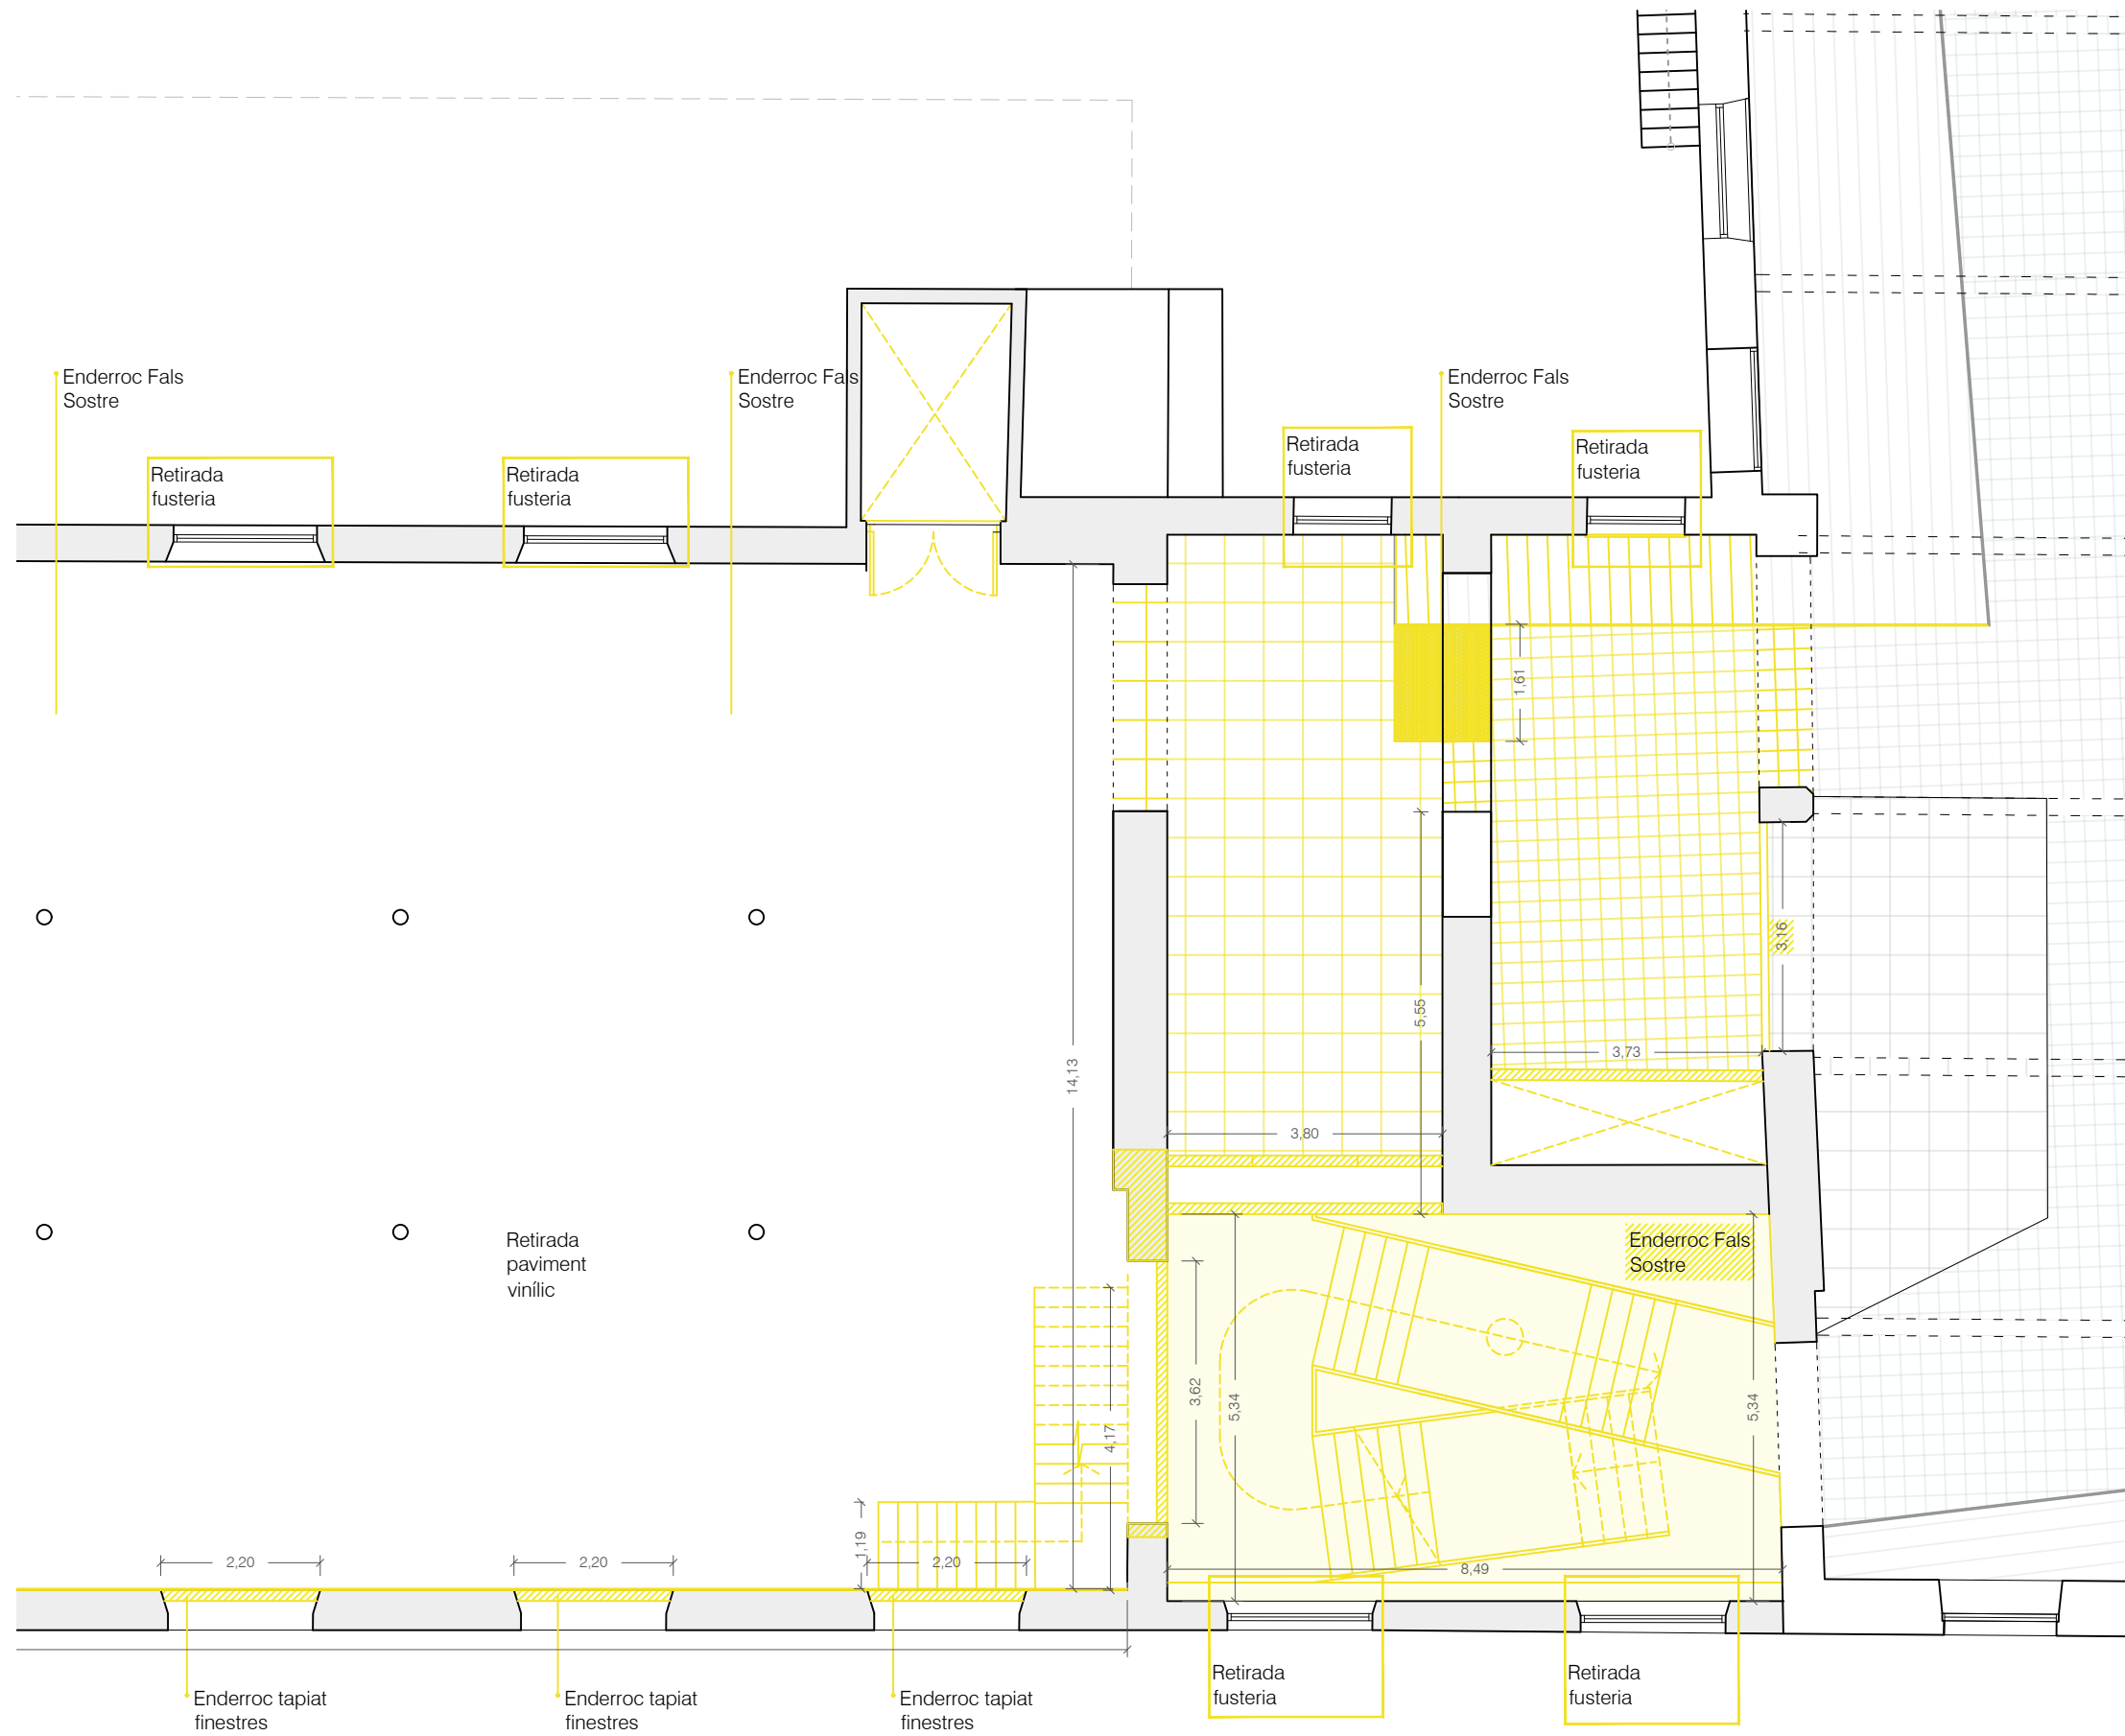 Enderroc Fals
Sostre
Enderroc Fals
Sostre
Enderroc Fals
Sostre
Retirada
fusteria
Retirada
fusteria
Retirada
fusteria
Retirada
fusteria
1,61
3,16
5,55
3,73
14,13
3,80
Retirada
paviment
vinílic
Enderroc Fals
Sostre
3,62
5,34
5,34
4,17
1,19
2,20
2,20
2,20
8,49
Retirada
fusteria
Retirada
fusteria
Enderroc tapiat
finestres
Enderroc tapiat
finestres
Enderroc tapiat
finestres